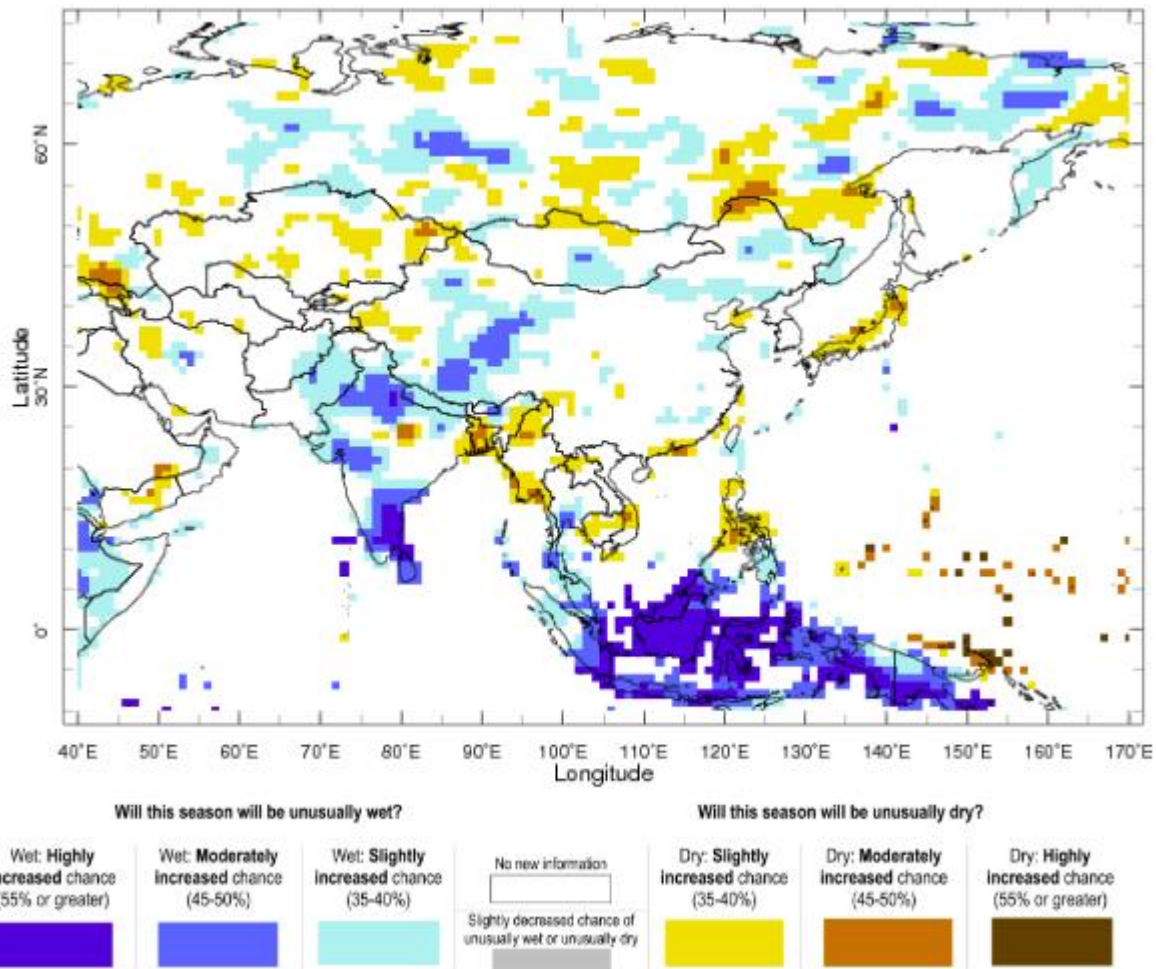 60°N
30°N
0°
Latitude
40°E 50°E 60°E 70°E 80°E 90°E 100°E 110°E 120°E 130°E 140°E 150°E 160°E 170°E
Longitude
Will this season will be unusually wet?
Wet: Highly
increased chance
(55% or greater)
Wet: Moderately
increased chance
(45-50%)
Wet: Slightly
increased chance
(35-40%)
No new information
Slightly decreased chance of
unusually wet or unusually dry
Will this season will be unusually dry?
Dry: Slightly
increased chance
(35-40%)
Dry: Moderately
increased chance
(45-50%)
Dry: Highly
increased chance
(55% or greater)